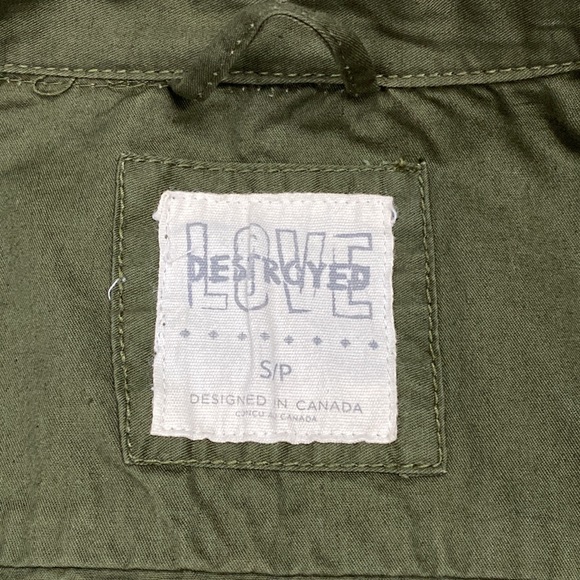 LOVE
DESTROYED
S/P
DESIGNED IN CANADA
CONÇU AU CANADA